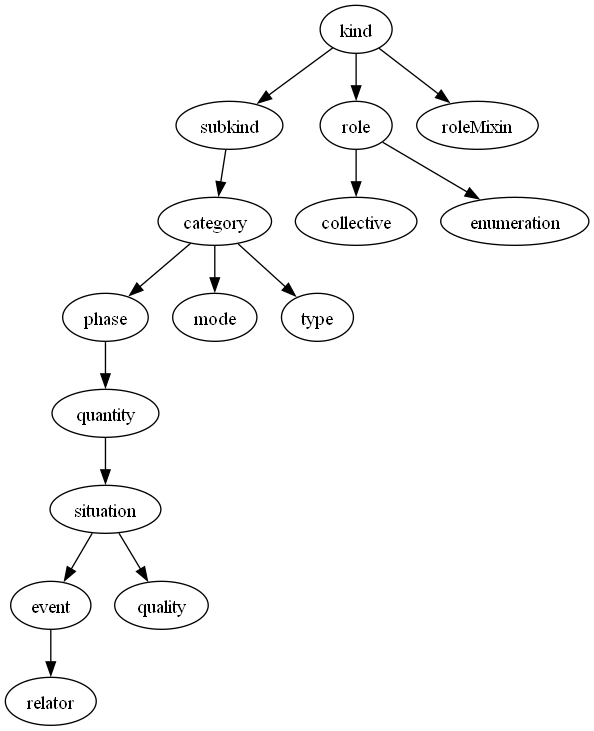 kind
subkind
role
roleMixin
category
collective
enumeration
phase
mode
type
quantity
situation
event
quality
relator